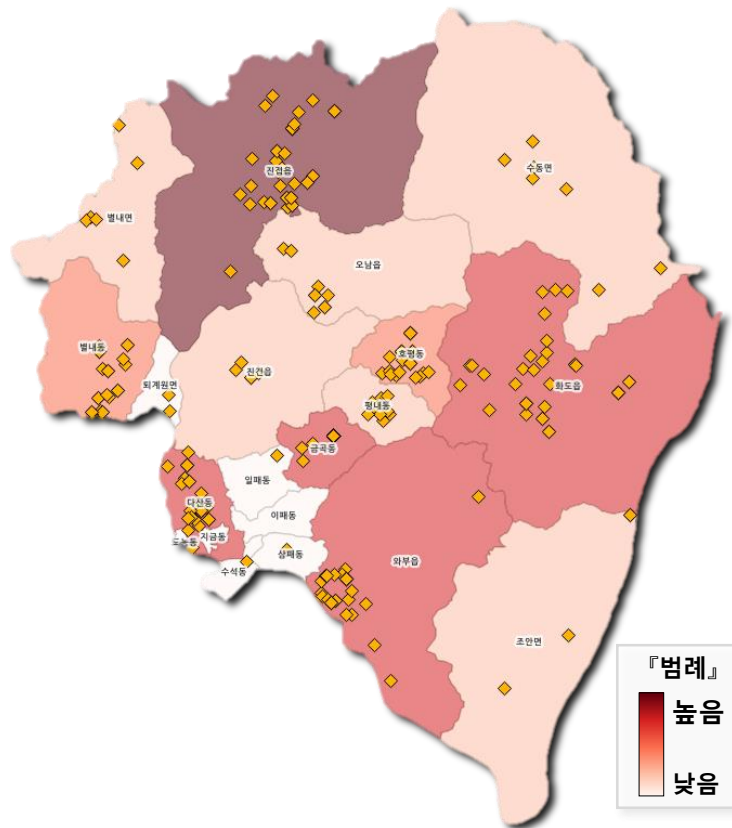 진접읍
수동면
별내면
오남읍
별내동
호평동
퇴계원면
진건읍
화도읍
평내동
금곡동
일패동
다산동
이패동
지금동
도농동
삼패동
와부읍
수석동
조안면
『범례』
높음
낮음